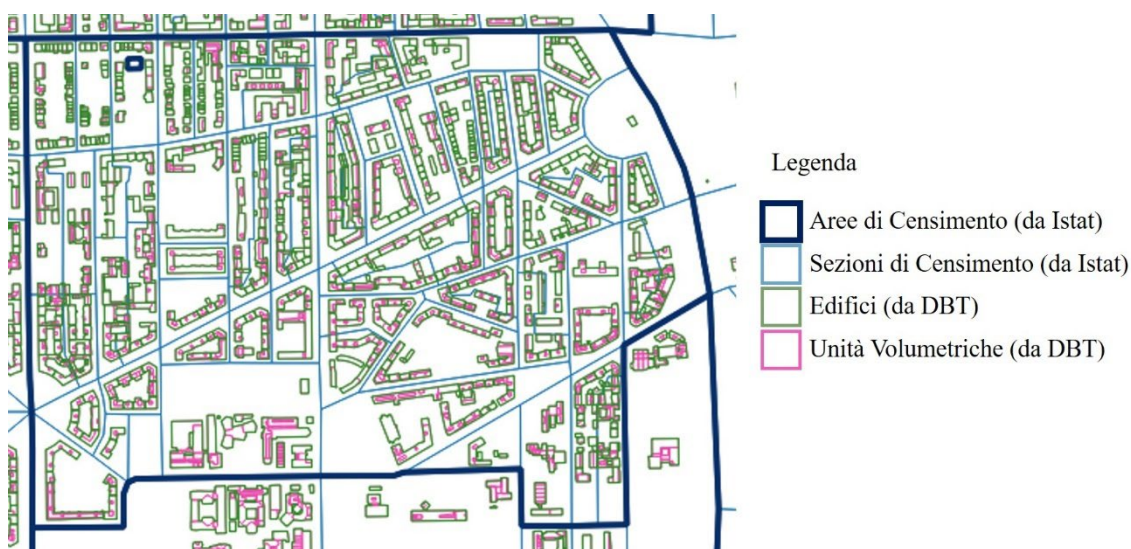 Legenda
Aree di Censimento (da Istat)
Sezioni di Censimento (da Istat)
Edifici (da DBT)
Unità Volumetriche (da DBT)